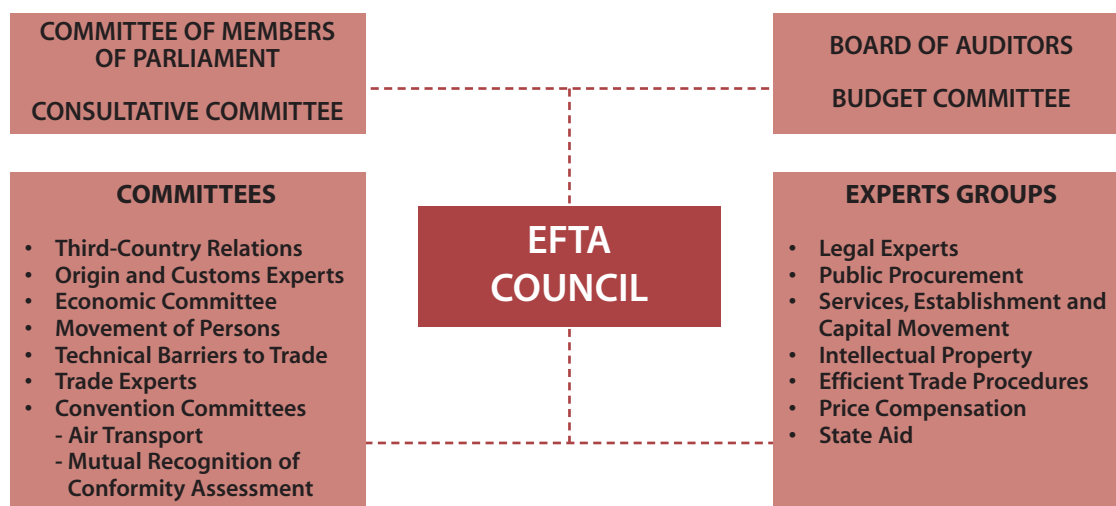 COMMITTEE OF MEMBERS
OF PARLIAMENT
CONSULTATIVE COMMITTEE
BOARD OF AUDITORS
BUDGET COMMITTEE
COMMITTEES
• Third-Country Relations
• Origin and Customs Experts
• Economic Committee
• Movement of Persons
• Technical Barriers to Trade
• Trade Experts
• Convention Committees
- Air Transport
- Mutual Recognition of
Conformity Assessment
EFTA
COUNCIL
EXPERTS GROUPS
• Legal Experts
• Public Procurement
• Services, Establishment and
Capital Movement
• Intellectual Property
• Efficient Trade Procedures
• Price Compensation
• State Aid